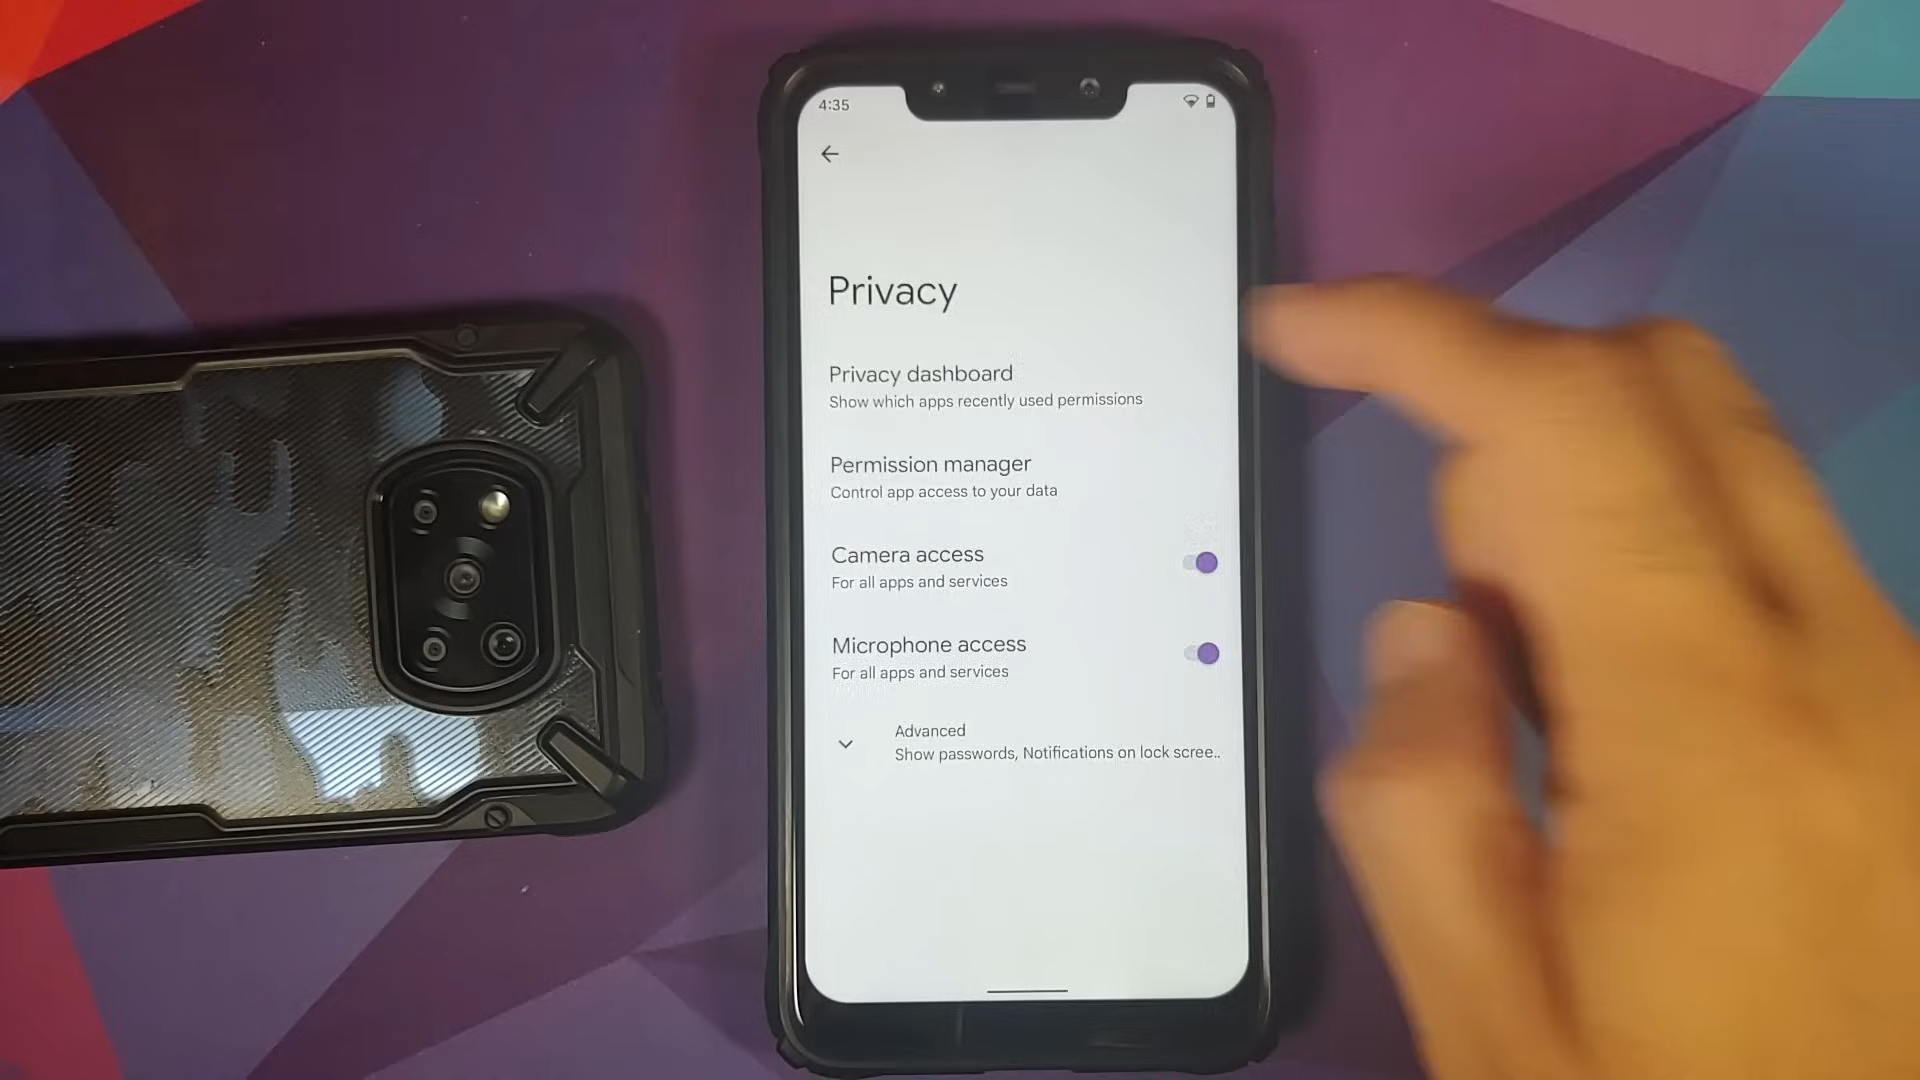 4:35
Privacy
Privacy dashboard
Show which apps recently used permissions
Permission manager
Control app access to your data
Camera access
For all apps and services
Microphone access
For all apps and services
Advanced
Show passwords, Notifications on lock scree..